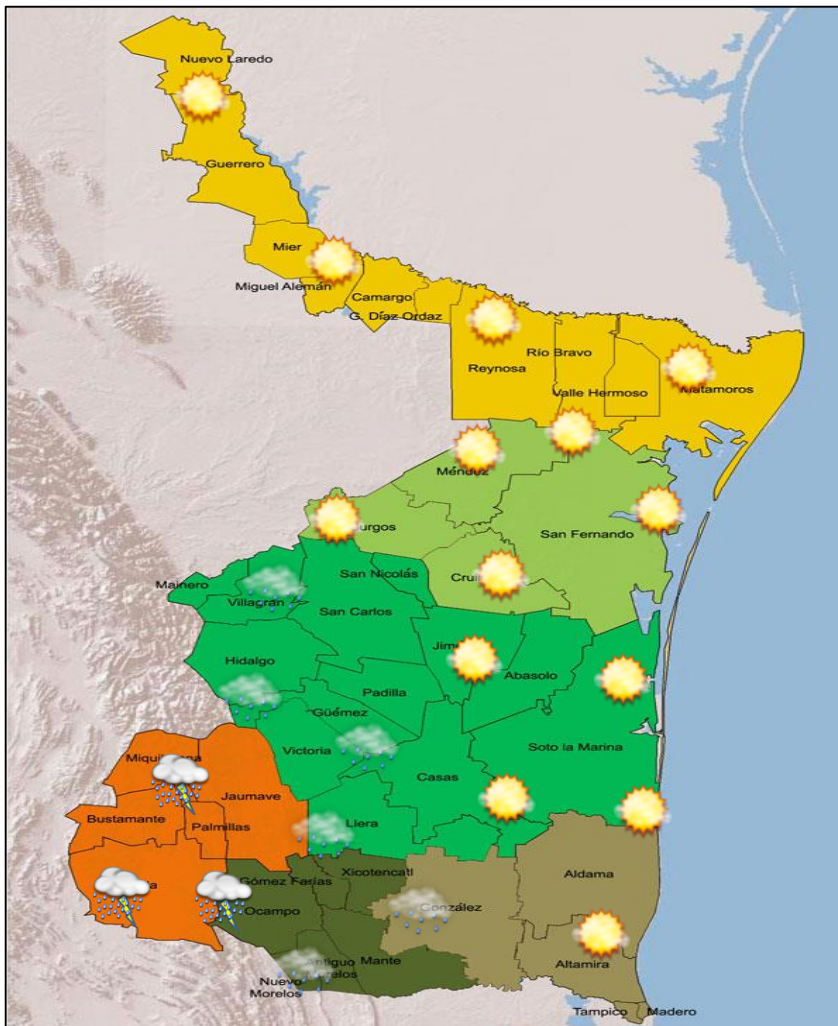 Nuevo Laredo
Guerrero
Mier
Miguel Alemán
Camargo
G. Díaz Ordaz
Río Bravo
Reynosa
Valle Hermoso
Matamoros
Méndez
San Fernando
San Nicolás
Mainero
Villagrán
San Carlos
Hidalgo
Abasolo
Padilla
Güémez
Victoria
Soto la Marina
Casas
Jaumave
Bustamante
Palmillas
Llera
Xicotencatl
Aldama
Gómez Farías
Ocampo
González
Mante
Altamira
Nuevo
Morelos
Tampico
Madero